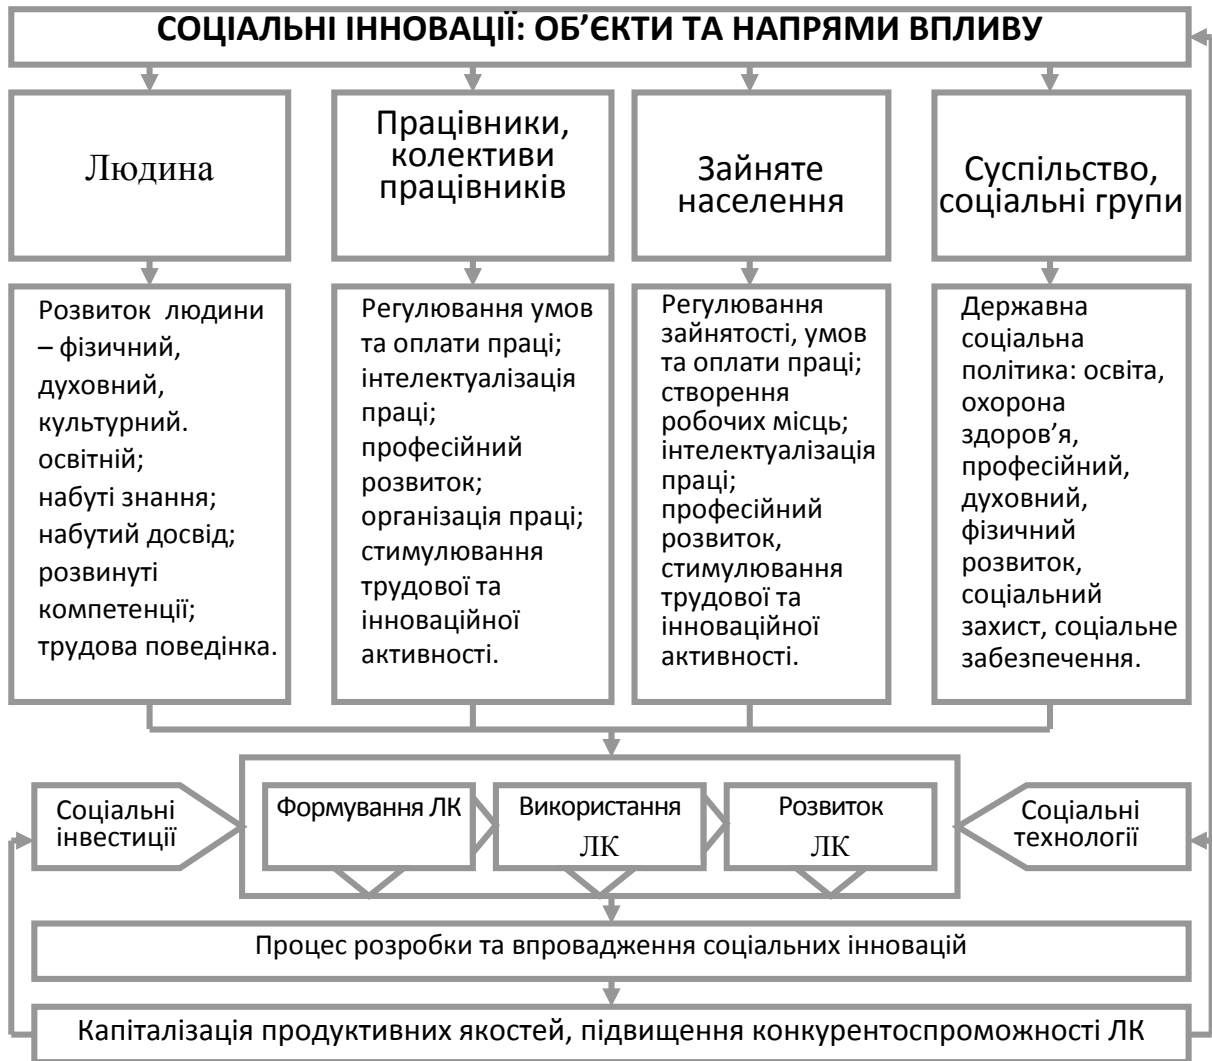 СОЦІАЛЬНІ ІННОВАЦІЇ: ОБ’ЄКТИ ТА НАПРЯМИ ВПЛИВУ
Людина
Працівники,
колективи
працівників
Зайняте
населення
Суспільство,
соціальні групи
Розвиток людини
– фізичний,
духовний,
культурний.
освітній;
набуті знання;
набутий досвід;
розвинуті
компетенції;
трудова поведінка.
Регулювання умов
та оплати праці;
інтелектуалізація
праці;
професійний
розвиток;
організація праці;
стимулювання
трудової та
інноваційної
активності.
Регулювання
зайнятості, умов
та оплати праці;
створення
робочих місць;
інтелектуалізація
праці;
професійний
розвиток,
стимулювання
трудової та
інноваційної
активності.
Державна
соціальна
політика: освіта,
охорона
здоров’я,
професійний,
духовний,
фізичний
розвиток,
соціальний
захист, соціальне
забезпечення.
Соціальні
інвестиції
Формування ЛК
Використання
ЛК
Розвиток
ЛК
Соціальні
технології
Процес розробки та впровадження соціальних інновацій
Капіталізація продуктивних якостей, підвищення конкурентоспроможності ЛК